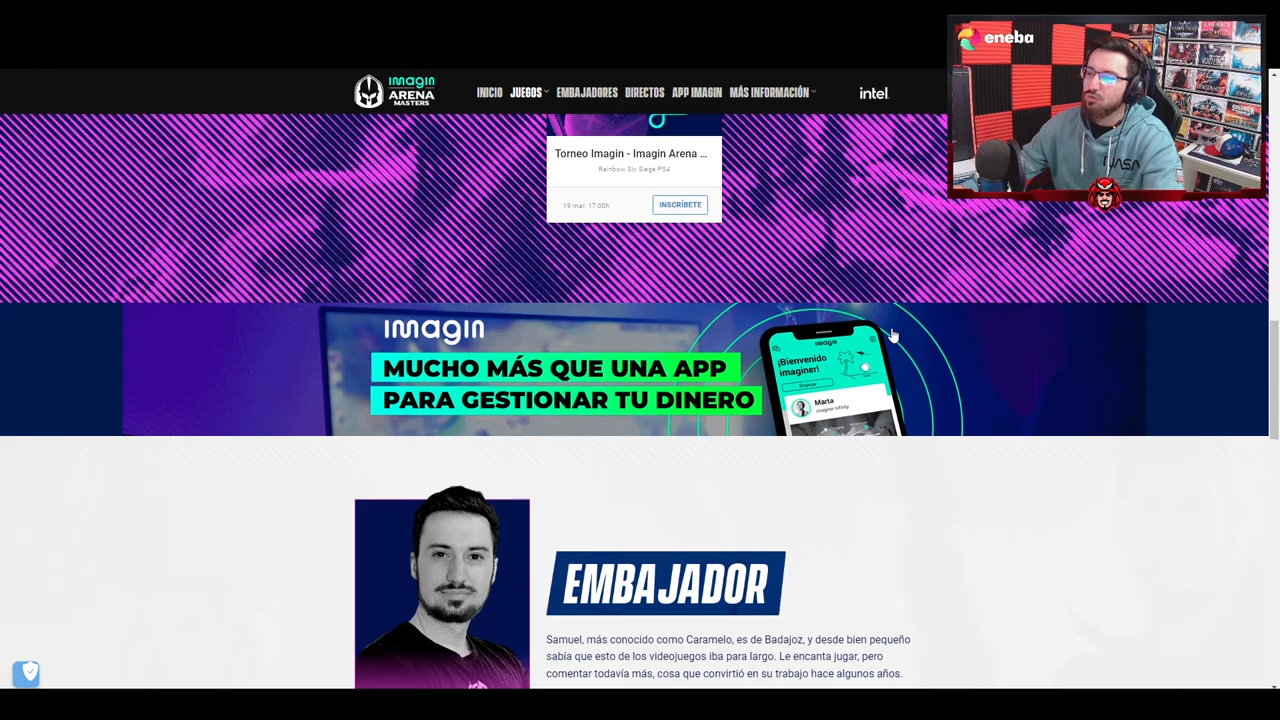 eneba
imagin
ARENA
MASTERS
INICIO JUEGOS EMBAJADORES DIRECTOS APP IMAGIN MÁS INFORMACIÓN
intel.
NASA
Torneo Imagin - Imagin Arena ...
Rainbow Six Siege PS4
19 mar. 17:00h INSCRÍBETE
imagin
MUCHO MÁS QUE UNA APP
PARA GESTIONAR TU DINERO
imagin
¡Bienvenido
imaginer!
Empezar
Marta
imaginer Infinity
EMBAJADOR
Samuel, más conocido como Caramelo, es de Badajoz, y desde bien pequeño
sabía que esto de los videojuegos iba para largo. Le encanta jugar, pero
comentar todavía más, cosa que convirtió en su trabajo hace algunos años.